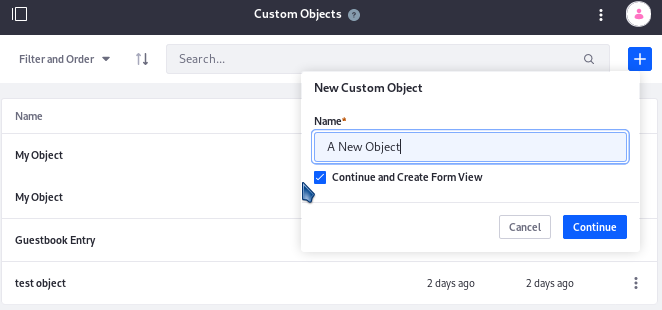 Custom Objects ?
Filter and Order
Search...
New Custom Object
Name
Name*
A New Object
My Object
Continue and Create Form View
My Object
Cancel
Continue
Guestbook Entry
test object 2 days ago 2 days ago